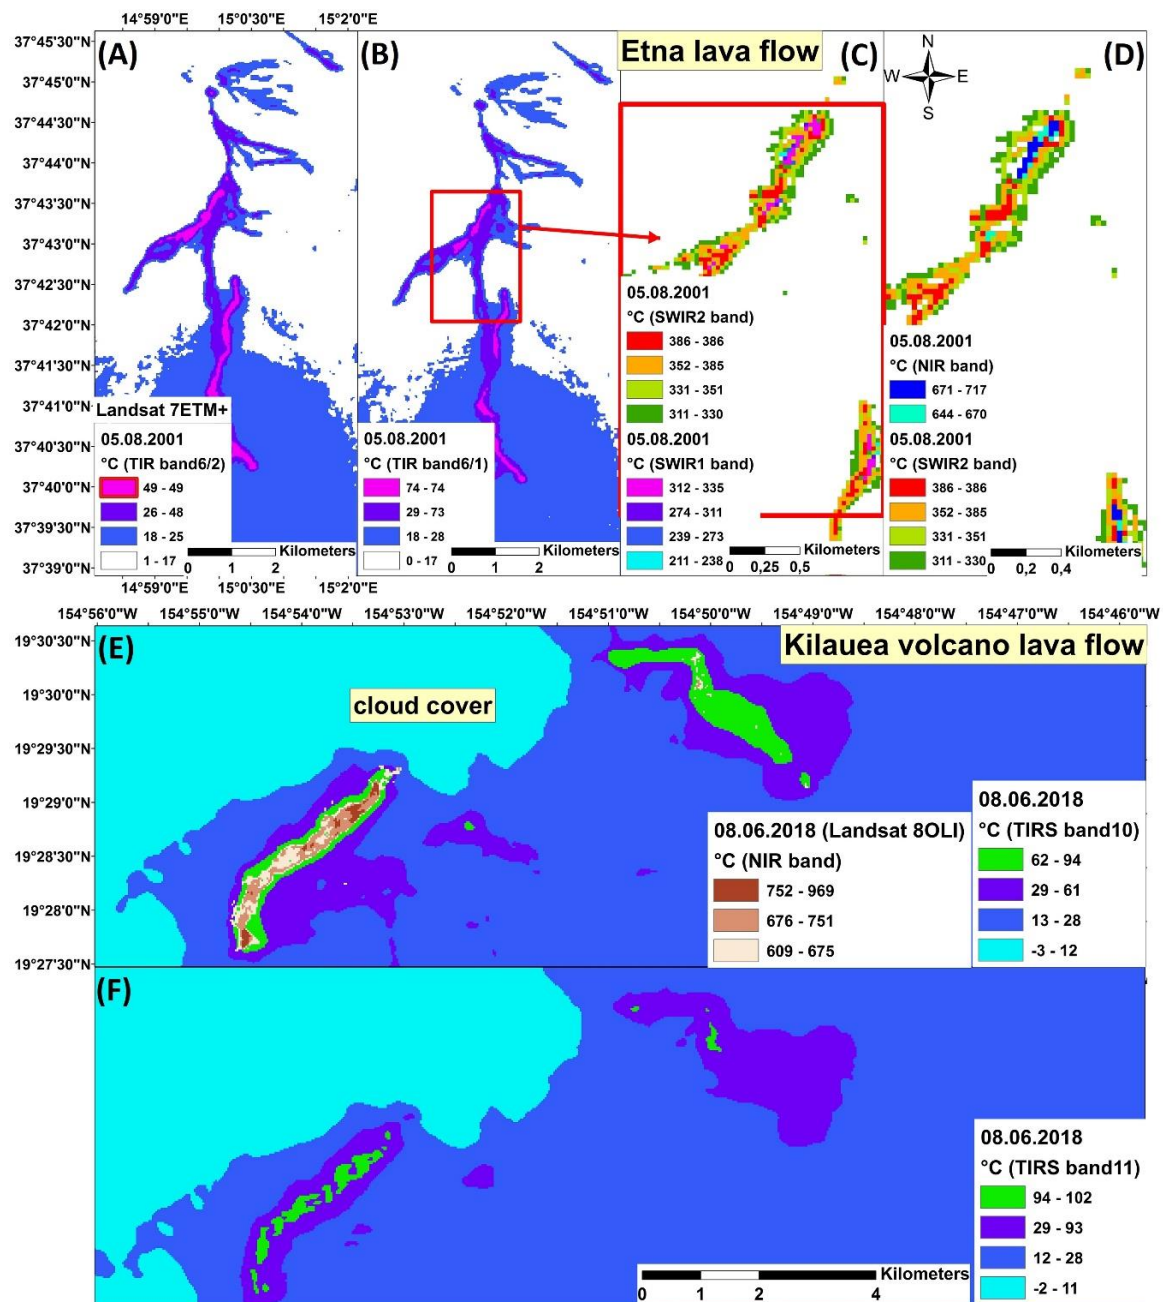 14°59'0"E 15°0'30"E 15°2'0"E
37°45'30"N
37°45'0"N
37°44'30"N
37°44'0"N
37°43'30"N
37°43'0"N
37°42'30"N
37°42'0"N
37°41'30"N
37°41'0"N
37°40'30"N
37°40'0"N
37°39'30"N
37°39'0"N
(A)
Landsat 7ETM+
05.08.2001
°C (TIR band6/2)
49 - 49
26 - 48
18 - 25
1 - 17
Kilometers
0 1 2
(B)
05.08.2001
°C (TIR band6/1)
74 - 74
29 - 73
18 - 28
0 - 17
Kilometers
0 1 2
Etna lava flow
(C)
05.08.2001
°C (SWIR2 band)
386 - 386
352 - 385
331 - 351
311 - 330
05.08.2001
°C (SWIR1 band)
312 - 335
274 - 311
239 - 273
211 - 238
Kilometers
0 0,25 0,5
N
W E
S
(D)
05.08.2001
°C (NIR band)
671 - 717
644 - 670
05.08.2001
°C (SWIR2 band)
386 - 386
352 - 385
331 - 351
311 - 330
Kilometers
0 0,2 0,4
14°59'0"E 15°0'30"E 15°2'0"E
154°56'0"W 154°55'0"W 154°54'0"W 154°53'0"W 154°52'0"W 154°51'0"W 154°50'0"W 154°49'0"W 154°48'0"W 154°47'0"W 154°46'0"W
19°30'30"N
19°30'0"N
19°29'30"N
19°29'0"N
19°28'30"N
19°28'0"N
19°27'30"N
(E)
Kilauea volcano lava flow
cloud cover
08.06.2018 (Landsat 8OLI)
°C (NIR band)
752 - 969
676 - 751
609 - 675
08.06.2018
°C (TIRS band10)
62 - 94
29 - 61
13 - 28
-3 - 12
(F)
08.06.2018
°C (TIRS band11)
94 - 102
29 - 93
12 - 28
-2 - 11
Kilometers
0 1 2 4